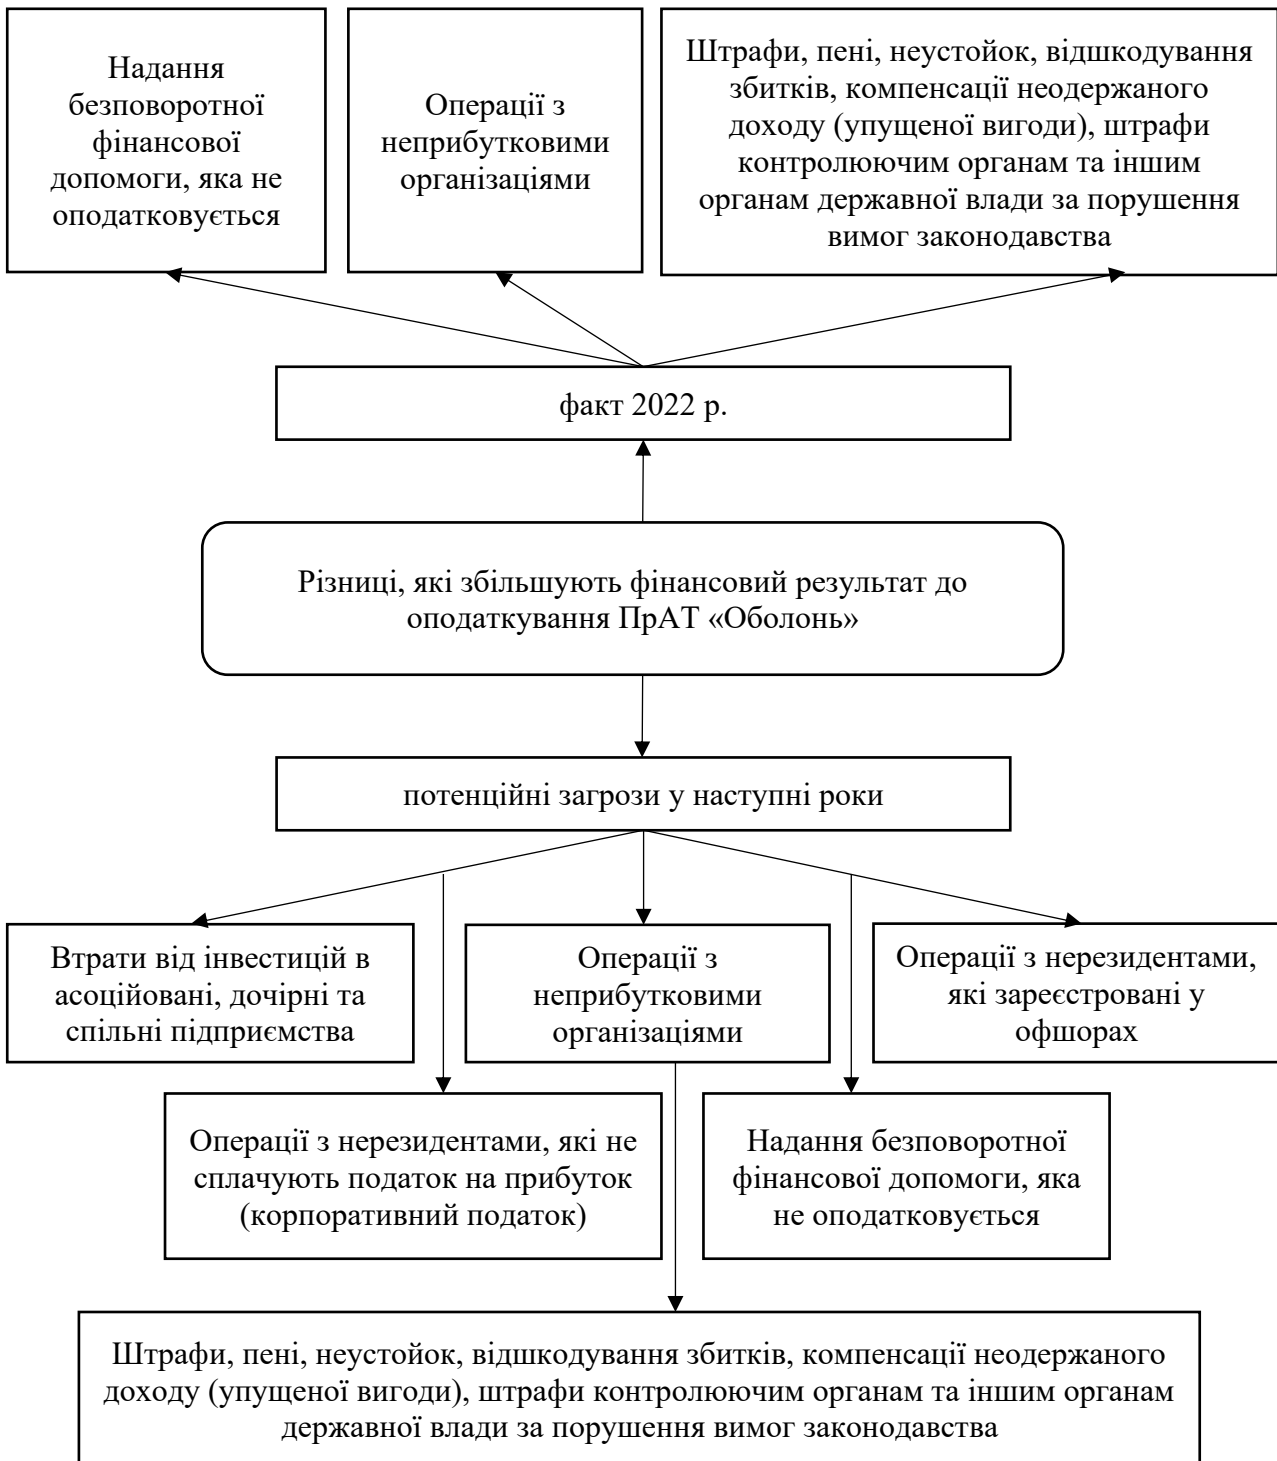 Надання
безповоротної
фінансової
допомоги, яка не
оподатковується
Операції з
неприбутковими
організаціями
Штрафи, пені, неустойок, відшкодування
збитків, компенсації неодержаного
доходу (упущеної вигоди), штрафи
контролюючим органам та іншим
органам державної влади за порушення
вимог законодавства
факт 2022 р.
Різниці, які збільшують фінансовий результат до
оподаткування ПрАТ «Оболонь»
потенційні загрози у наступні роки
Втрати від інвестицій в
асоційовані, дочірні та
спільні підприємства
Операції з
неприбутковими
організаціями
Операції з нерезидентами,
які зареєстровані у
офшорах
Операції з нерезидентами, які не
сплачують податок на прибуток
(корпоративний податок)
Надання безповоротної
фінансової допомоги, яка
не оподатковується
Штрафи, пені, неустойок, відшкодування збитків, компенсації неодержаного
доходу (упущеної вигоди), штрафи контролюючим органам та іншим органам
державної влади за порушення вимог законодавства